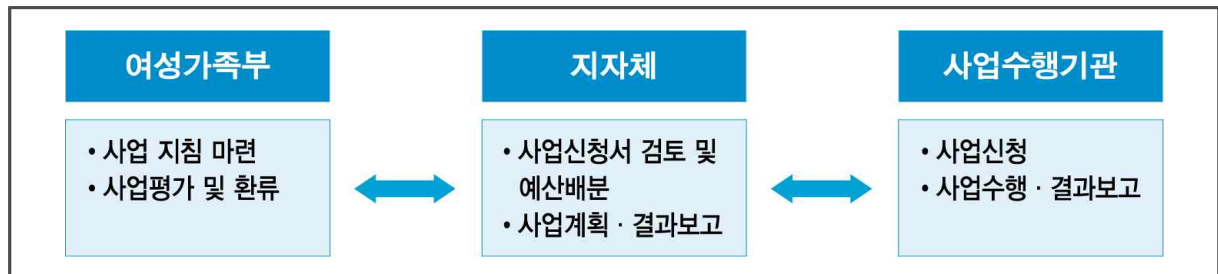 여성가족부
• 사업 지침 마련
• 사업평가 및 환류
지자체
• 사업신청서 검토 및
예산배분
• 사업계획 · 결과보고
사업수행기관
• 사업신청
• 사업수행 · 결과보고